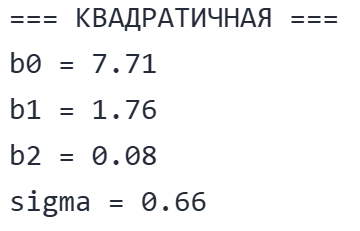 === КВАДРАТИЧНАЯ ===
b0 = 7.71
b1 = 1.76
b2 = 0.08
sigma = 0.66